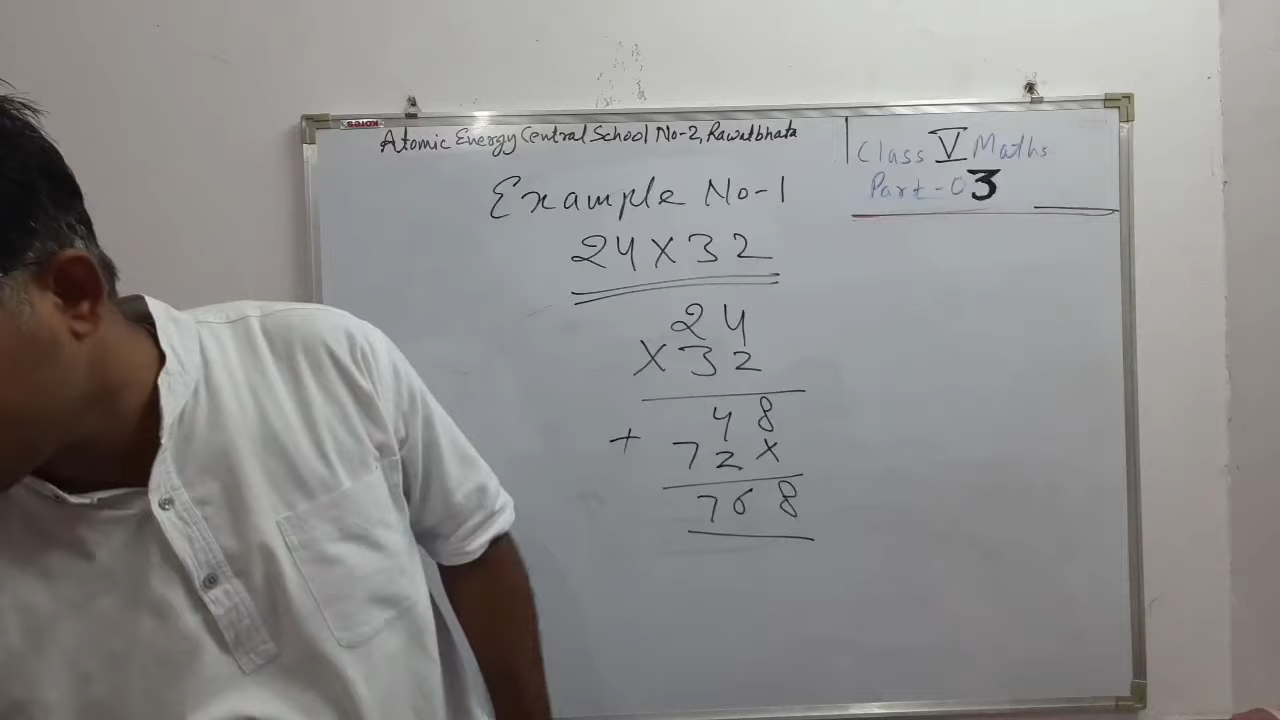 KORES
Atomic Energy Central School No-2, Rawatbhata
Class V Maths
Part-03
Example No-1
24 X 32
24
X 32
48
+ 72 X
768